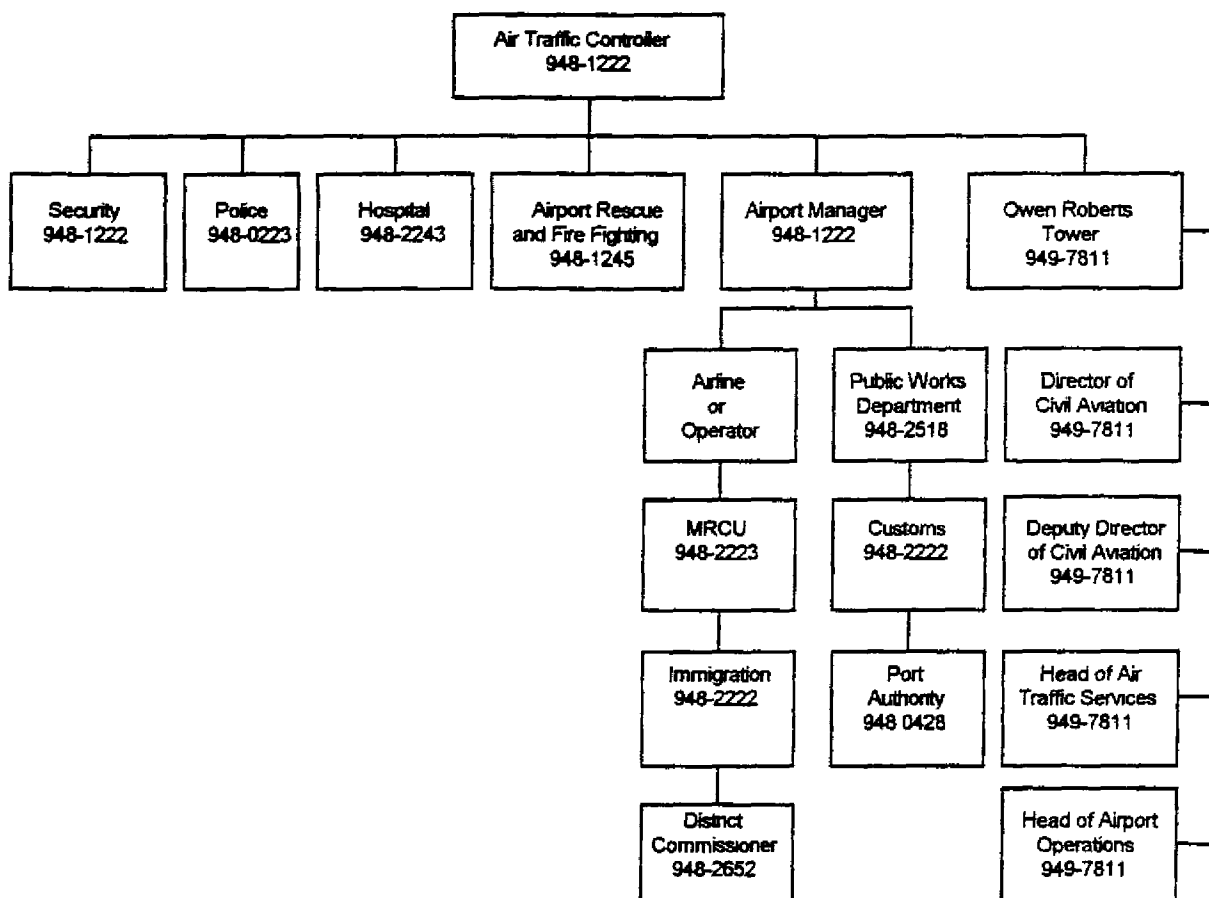 Air Traffic Controller
948-1222
Security
948-1222
Police
948-0223
Hospital
948-2243
Airport Rescue
and Fire Fighting
948-1245
Airport Manager
948-1222
Owen Roberts
Tower
949-7811
Airline
or
Operator
Public Works
Department
948-2518
Director of
Civil Aviation
949-7811
MRCU
948-2223
Customs
948-2222
Deputy Director
of Civil Aviation
949-7811
Immigration
948-2222
Port
Authority
948 0428
Head of Air
Traffic Services
949-7811
District
Commissioner
948-2652
Head of Airport
Operations
949-7811